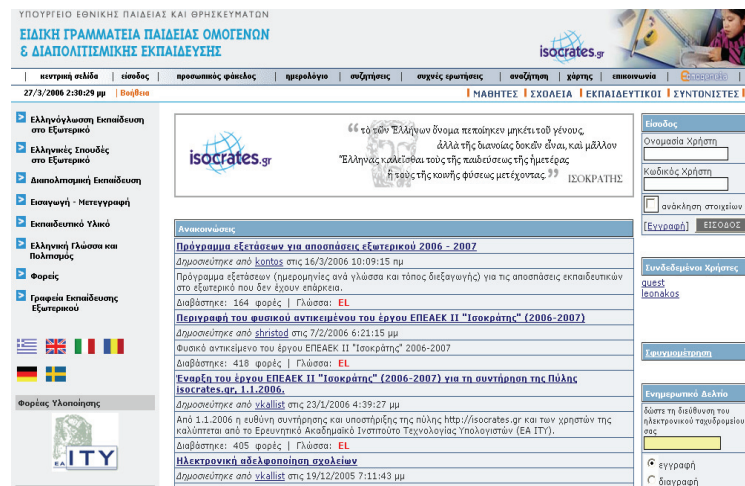 ΥΠΟΥΡΓΕΙΟ ΕΘΝΙΚΗΣ ΠΑΙΔΕΙΑΣ ΚΑΙ ΘΡΗΣΚΕΥΜΑΤΩΝ
ΕΙΔΙΚΗ ΓΡΑΜΜΑΤΕΙΑ ΠΑΙΔΕΙΑΣ ΟΜΟΓΕΝΩΝ
& ΔΙΑΠΟΛΙΤΙΣΜΙΚΗΣ ΕΚΠΑΙΔΕΥΣΗΣ
isocrates.gr
κεντρική σελίδα | είσοδος | προσωπικός φάκελος | ημερολόγιο | συζητήσεις | συχνές ερωτήσεις | αναζήτηση | χάρτης | επικοινωνία
27/3/2006 2:30:29 μμ | Βοήθεια
ΜΑΘΗΤΕΣ ΣΧΟΛΕΙΑ ΕΚΠΑΙΔΕΥΤΙΚΟΙ ΣΥΝΤΟΝΙΣΤΕΣ
Ελληνόγλωσση Εκπαίδευση
στο Εξωτερικό
Ελληνικές Σπουδές
στο Εξωτερικό
Διαπολιτισμική Εκπαίδευση
Εισαγωγή - Μετεγγραφή
Εκπαιδευτικό Υλικό
Ελληνική Γλώσσα και
Πολιτισμός
Φορείς
Γραφεία Εκπαίδευσης
Εξωτερικού
Φορέας Υλοποίησης
ΕΑ ΙΤΥ
isocrates.gr
“ τὸ τῶν Ἑλλήνων ὄνομα πεποίηκεν μηκέτι τοῦ γένους,
ἀλλὰ τῆς διανοίας δοκεῖν εἶναι, καὶ μᾶλλον
Ἕλληνας καλεῖσθαι τοὺς τῆς παιδεύσεως τῆς ἡμετέρας
ἢ τοὺς τῆς κοινῆς φύσεως μετέχοντας. ”
ΙΣΟΚΡΑΤΗΣ
Ανακοινώσεις
Πρόγραμμα εξετάσεων για αποσπάσεις εξωτερικού 2006 - 2007
Δημοσιεύτηκε από kontos στις 16/3/2006 10:09:15 πμ
Πρόγραμμα εξετάσεων (ημερομηνίες ανά γλώσσα και τόπος διεξαγωγής) για τις αποσπάσεις εκπαιδευτικών
στο εξωτερικό που δεν έχουν επάρκεια.
Διαβάστηκε: 164 φορές | Γλώσσα: EL
Περιγραφή του φυσικού αντικειμένου του έργου ΕΠΕΑΕΚ ΙΙ "Ισοκράτης" (2006-2007)
Δημοσιεύτηκε από shristod στις 7/2/2006 6:21:15 μμ
Φυσικό αντικείμενο του έργου ΕΠΕΑΕΚ ΙΙ "Ισοκράτης" 2006-2007
Διαβάστηκε: 418 φορές | Γλώσσα: EL
Έναρξη του έργου ΕΠΕΑΕΚ ΙΙ "Ισοκράτης" (2006-2007) για τη συντήρηση της Πύλης
isocrates.gr, 1.1.2006.
Δημοσιεύτηκε από vkallist στις 23/1/2006 4:39:27 μμ
Από 1.1.2006 η ευθύνη συντήρησης και υποστήριξης της πύλης http://isocrates.gr και των χρηστών της
καλύπτεται από το Ερευνητικό Ακαδημαϊκό Ινστιτούτο Τεχνολογίας Υπολογιστών (ΕΑ ΙΤΥ).
Διαβάστηκε: 405 φορές | Γλώσσα: EL
Ηλεκτρονική αδελφοποίηση σχολείων
Δημοσιεύτηκε από vkallist στις 19/12/2005 7:11:43 μμ
Είσοδος
Ονομασία Χρήστη
Κωδικός Χρήστη
ανάκληση στοιχείων
[Εγγραφή] ΕΙΣΟΔΟΣ
Συνδεδεμένοι Χρήστες
guest
leonakos
Σφυγμομέτρηση
Ενημερωτικό Δελτίο
δώστε τη διεύθυνση του
ηλεκτρονικού ταχυδρομείου
σας
εγγραφή
διαγραφή